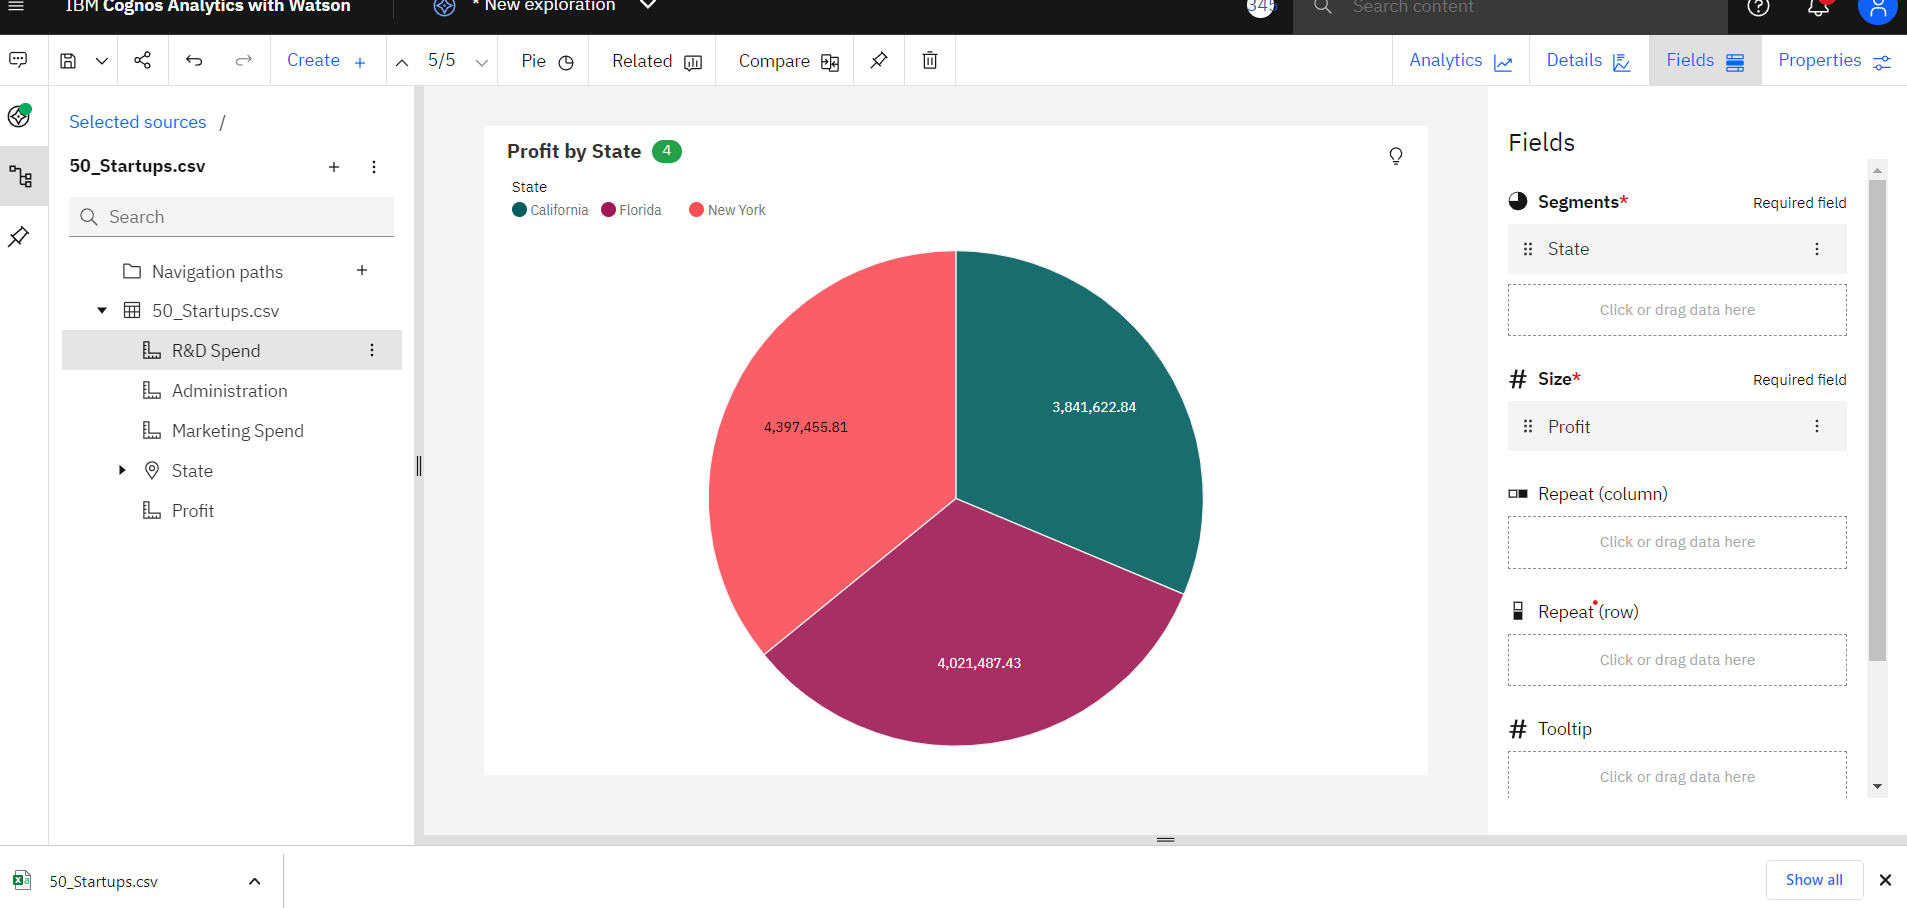 IBM Cognos Analytics with Watson
* New exploration
345
Search content
Create + 5/5 Pie Related Compare
Analytics Details Fields Properties
Selected sources /
50_Startups.csv
Search
Navigation paths
50_Startups.csv
R&D Spend
Administration
Marketing Spend
State
Profit
Profit by State 4
State
California Florida New York
3,841,622.84
4,397,455.81
4,021,487.43
Fields
Segments* Required field
State
Click or drag data here
# Size* Required field
Profit
Repeat (column)
Click or drag data here
Repeat (row)
Click or drag data here
# Tooltip
Click or drag data here
50_Startups.csv
Show all